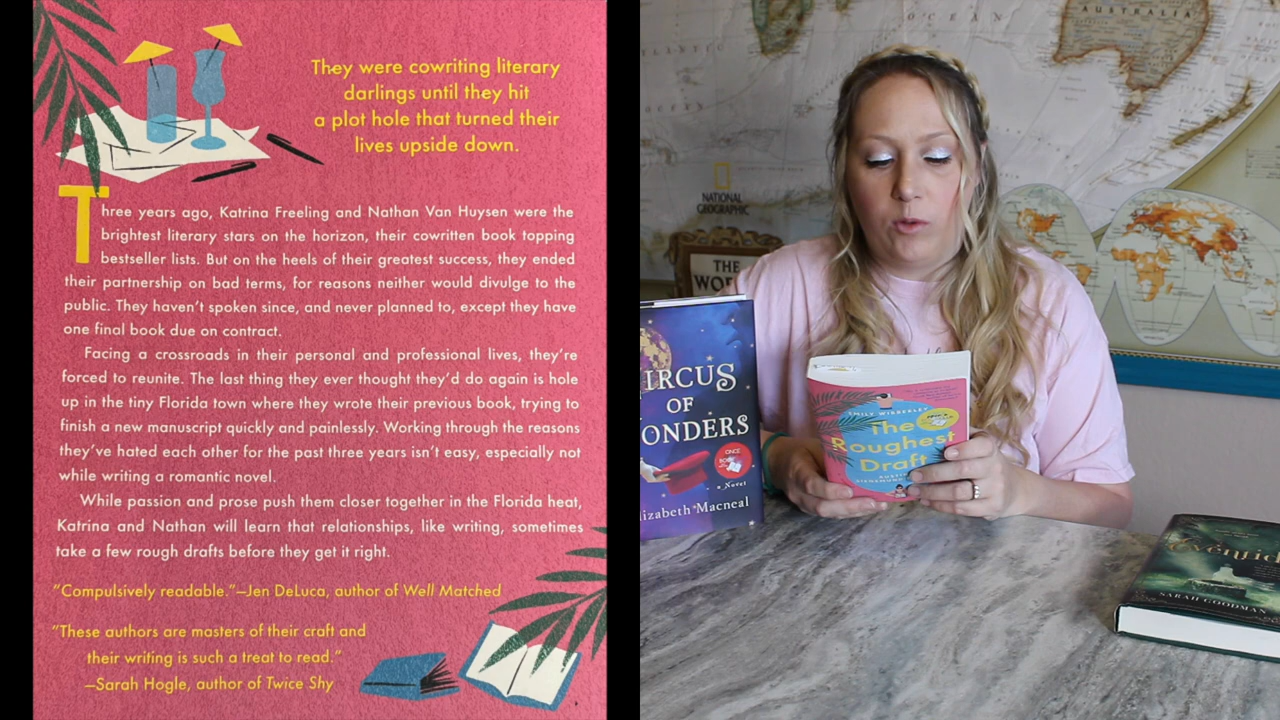 They were cowriting literary
darlings until they hit
a plot hole that turned their
lives upside down.
Three years ago, Katrina Freeling and Nathan Van Huysen were the
brightest literary stars on the horizon, their cowritten book topping
bestseller lists. But on the heels of their greatest success, they ended
their partnership on bad terms, for reasons neither would divulge to the
public. They haven't spoken since, and never planned to, except they have
one final book due on contract.
Facing a crossroads in their personal and professional lives, they're
forced to reunite. The last thing they ever thought they'd do again is hole
up in the tiny Florida town where they wrote their previous book, trying to
finish a new manuscript quickly and painlessly. Working through the reasons
they've hated each other for the past three years isn't easy, especially not
while writing a romantic novel.
While passion and prose push them closer together in the Florida heat,
Katrina and Nathan will learn that relationships, like writing, sometimes
take a few rough drafts before they get it right.
"Compulsively readable."—Jen DeLuca, author of Well Matched
"These authors are masters of their craft and
their writing is such a treat to read."
—Sarah Hogle, author of Twice Shy
OCEAN
AUSTRALIA
NATIONAL
GEOGRAPHIC
THE
WOR
IRCUS
OF
ONDERS
ONCE
a Novel
lizabeth Macneal
EMILY WIBBERLEY
The
Roughest
Draft
SARAH GOODMAN